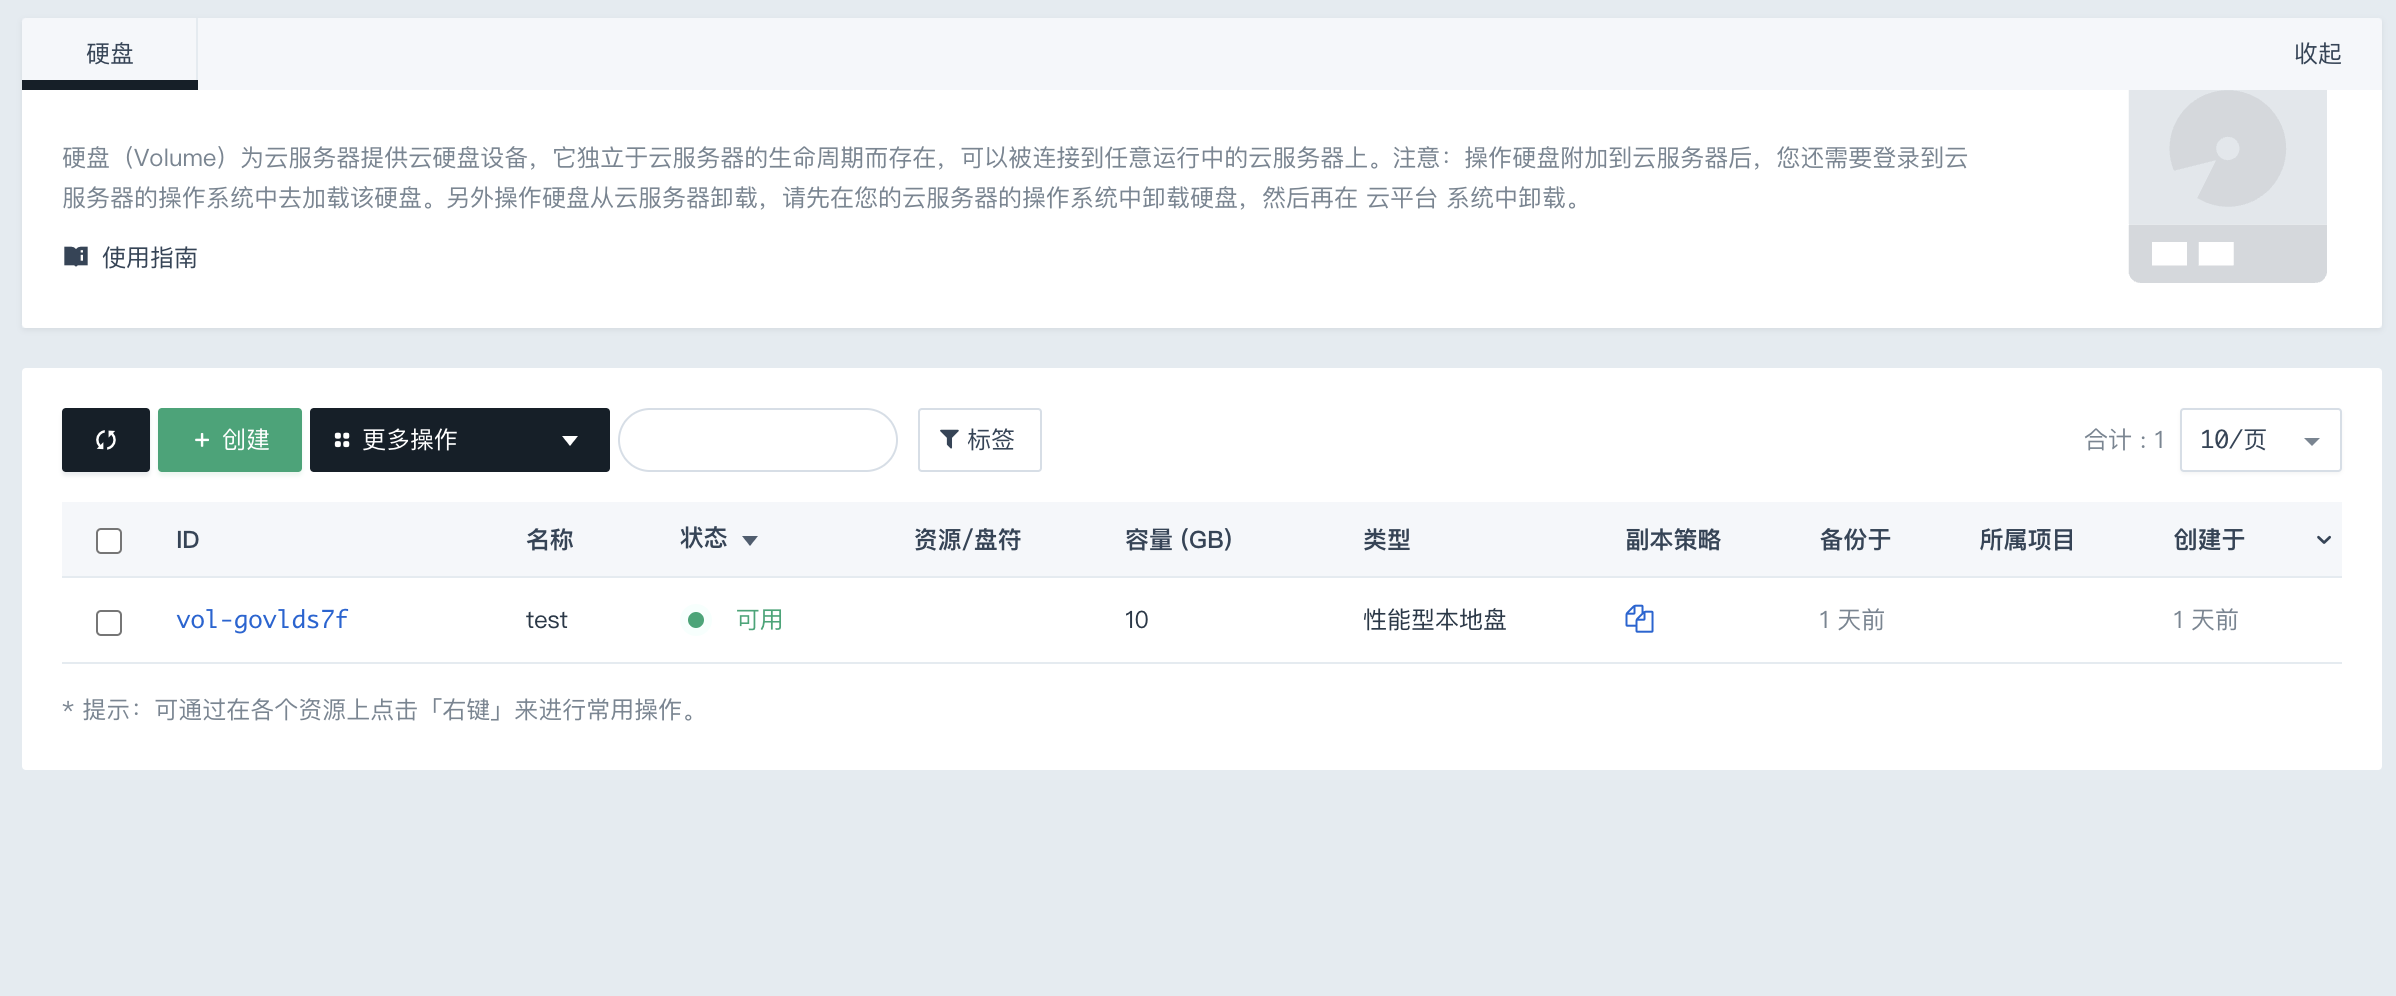 硬盘
收起
硬盘（Volume）为云服务器提供云硬盘设备，它独立于云服务器的生命周期而存在，可以被连接到任意运行中的云服务器上。注意：操作硬盘附加到云服务器后，您还需要登录到云
服务器的操作系统中去加载该硬盘。另外操作硬盘从云服务器卸载，请先在您的云服务器的操作系统中卸载硬盘，然后再在 云平台 系统中卸载。
使用指南
+ 创建 更多操作 标签 合计：1 10/页
ID 名称 状态 资源/盘符 容量 (GB) 类型 副本策略 备份于 所属项目 创建于
vol-govlds7f test 可用 10 性能型本地盘 1 天前 1 天前
* 提示：可通过在各个资源上点击「右键」来进行常用操作。